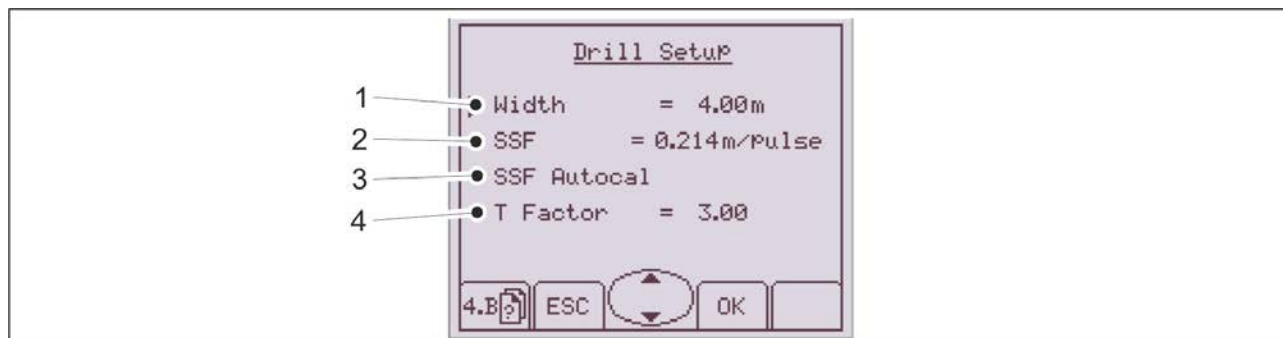 Drill Setup
1 Width = 4.00m
2 SSF = 0.214m/pulse
3 SSF Autocal
4 T Factor = 3.00
4.B ? ESC OK